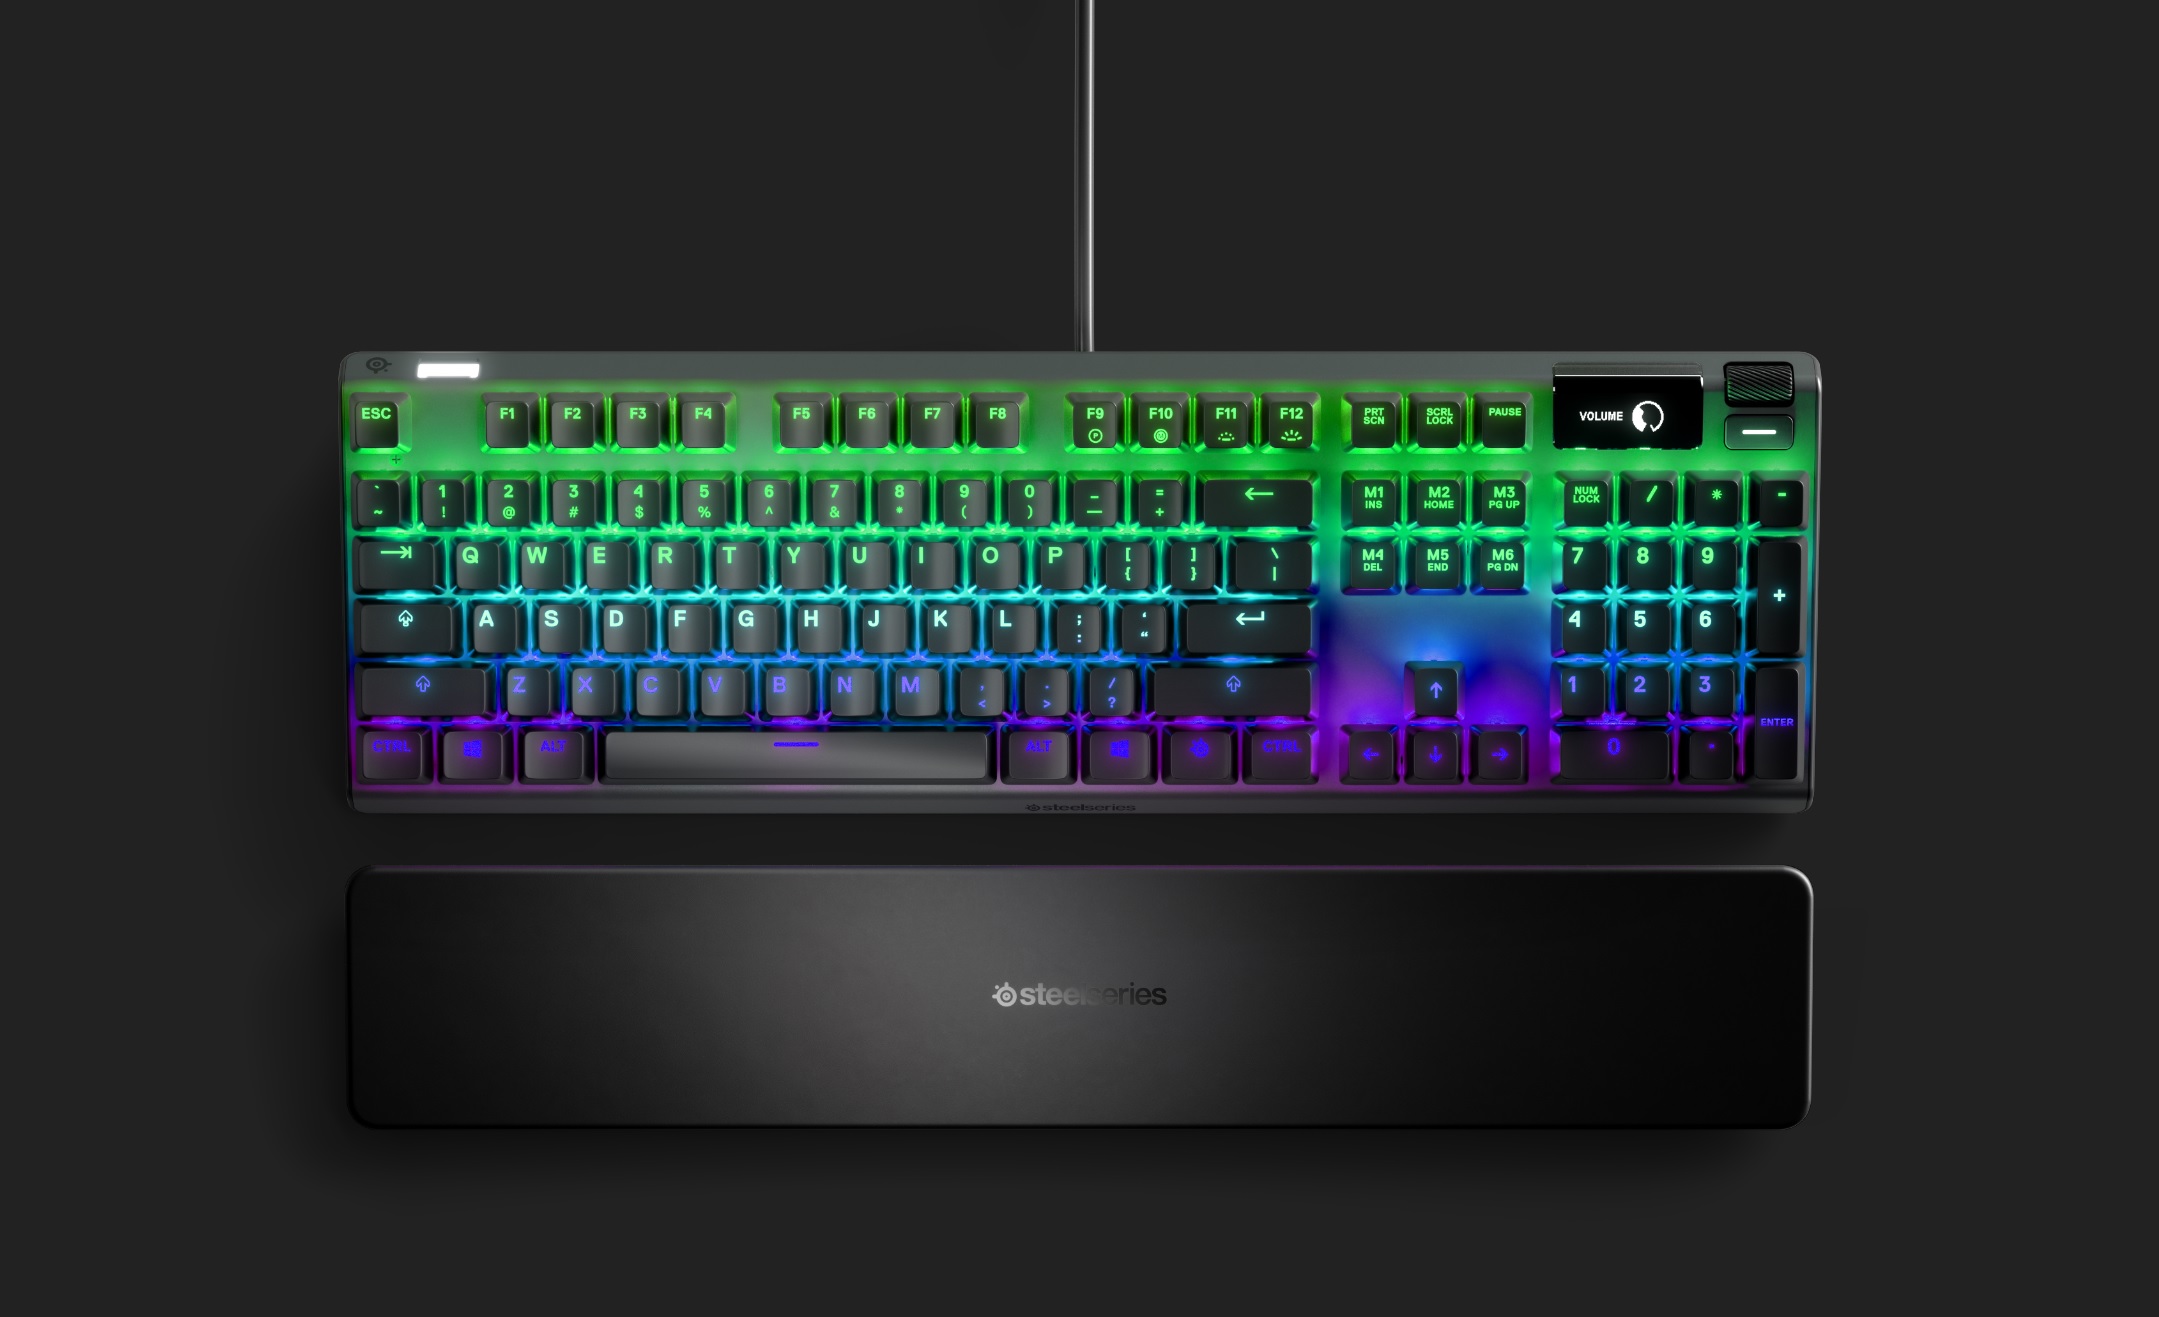 ESC F1 F2 F3 F4 F5 F6 F7 F8 F9 F10 F11 F12 PRT SCN SCRL LOCK PAUSE VOLUME
` ~ 1 ! 2 @ 3 # 4 $ 5 % 6 ^ 7 & 8 * 9 ( 0 ) - — = + ← M1 INS M2 HOME M3 PG UP NUM LOCK / * -
Q W E R T Y U I O P [ { ] } \ | M4 DEL M5 END M6 PG DN 7 8 9 +
A S D F G H J K L ; : ‘ “ 4 5 6
Z X C V B N M , < . > / ? ↑ 1 2 3 ENTER
CTRL ALT ALT CTRL ← ↓ → 0 .
steelseries
steelseries